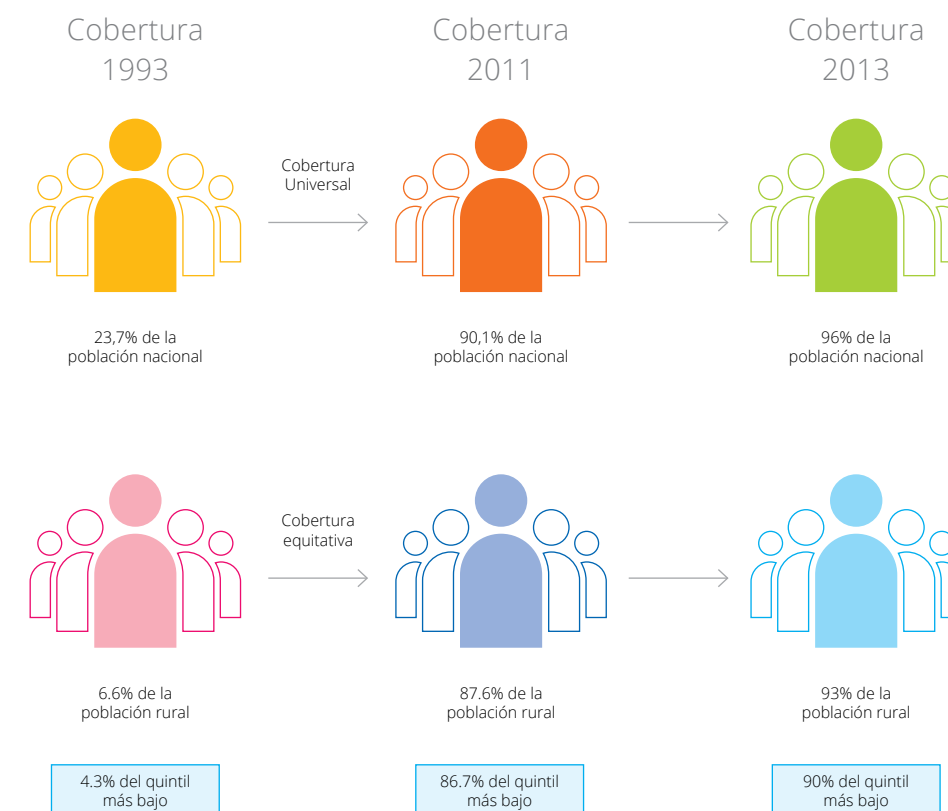 Cobertura
1993
Cobertura
2011
Cobertura
2013
Cobertura
Universal
23,7% de la
población nacional
90,1% de la
población nacional
96% de la
población nacional
Cobertura
equitativa
6.6% de la
población rural
87.6% de la
población rural
93% de la
población rural
4.3% del quintil
más bajo
86.7% del quintil
más bajo
90% del quintil
más bajo